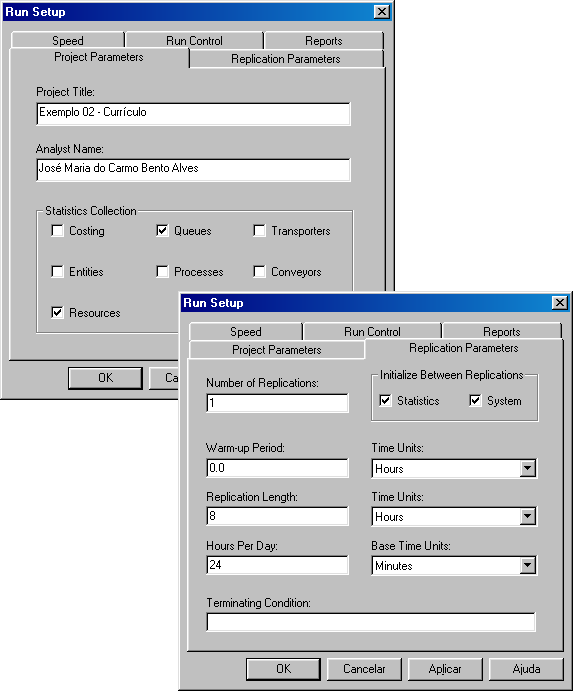 Run Setup
Speed Run Control Reports
Project Parameters Replication Parameters
Project Title:
Exemplo 02 - Currículo
Analyst Name:
José Maria do Carmo Bento Alves
Statistics Collection
Costing Queues Transporters
Entities Processes Conveyors
Resources
OK Ca
Run Setup
Speed Run Control Reports
Project Parameters Replication Parameters
Number of Replications:
1
Initialize Between Replications
Statistics System
Warm-up Period: Time Units:
0.0 Hours
Replication Length: Time Units:
8 Hours
Hours Per Day: Base Time Units:
24 Minutes
Terminating Condition:
OK Cancelar Aplicar Ajuda